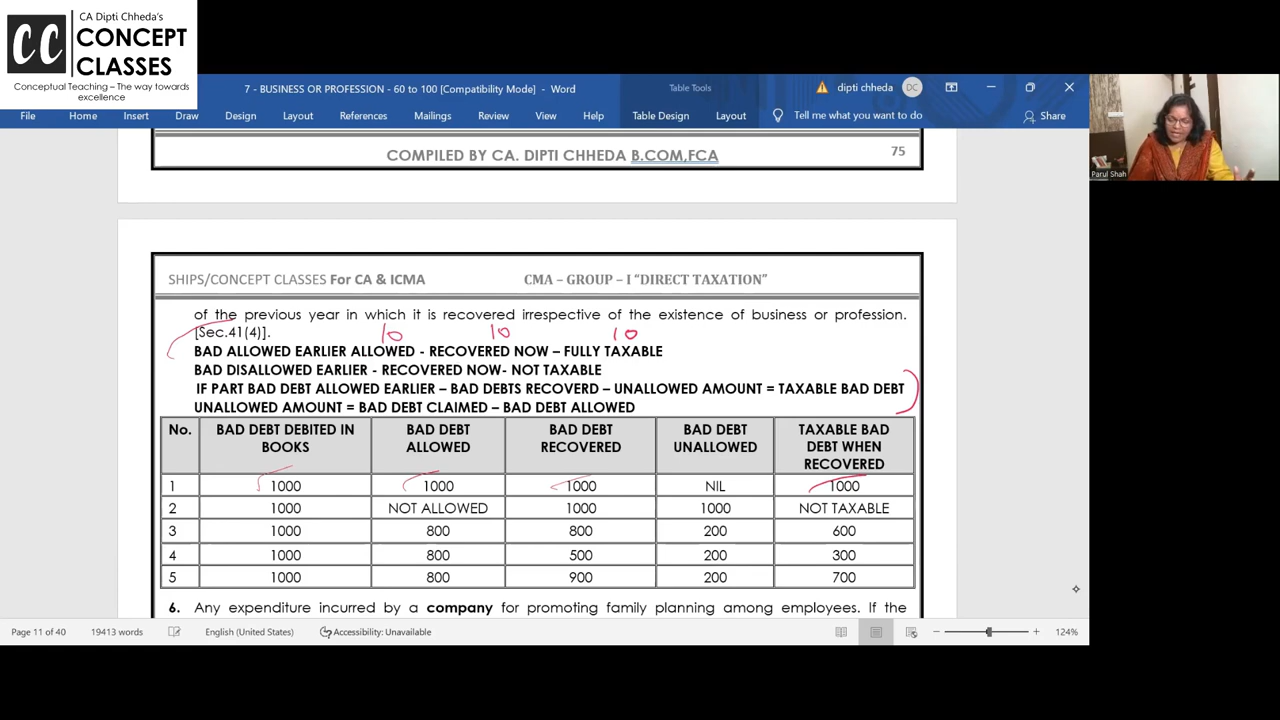 CA Dipti Chheda's
CC CONCEPT
CLASSES
Conceptual Teaching – The way towards
excellence
7 - BUSINESS OR PROFESSION - 60 to 100 [Compatibility Mode] - Word
Table Tools
dipti chheda
DC
File Home Insert Draw Design Layout References Mailings Review View Help Table Design Layout Tell me what you want to do Share
Parul Shah
COMPILED BY CA. DIPTI CHHEDA B.COM,FCA 75
SHIPS/CONCEPT CLASSES For CA & ICMA CMA – GROUP – I "DIRECT TAXATION"
of the previous year in which it is recovered irrespective of the existence of business or profession.
[Sec.41(4)]. 10 10 10
BAD ALLOWED EARLIER ALLOWED - RECOVERED NOW – FULLY TAXABLE
BAD DISALLOWED EARLIER - RECOVERED NOW- NOT TAXABLE
IF PART BAD DEBT ALLOWED EARLIER – BAD DEBTS RECOVERD – UNALLOWED AMOUNT = TAXABLE BAD DEBT
UNALLOWED AMOUNT = BAD DEBT CLAIMED – BAD DEBT ALLOWED
No. BAD DEBT DEBITED IN BOOKS BAD DEBT ALLOWED BAD DEBT RECOVERED BAD DEBT UNALLOWED TAXABLE BAD DEBT WHEN RECOVERED
1 1000 1000 1000 NIL 1000
2 1000 NOT ALLOWED 1000 1000 NOT TAXABLE
3 1000 800 800 200 600
4 1000 800 500 200 300
5 1000 800 900 200 700
6. Any expenditure incurred by a company for promoting family planning among employees. If the
Page 11 of 40 19413 words English (United States) Accessibility: Unavailable 124%